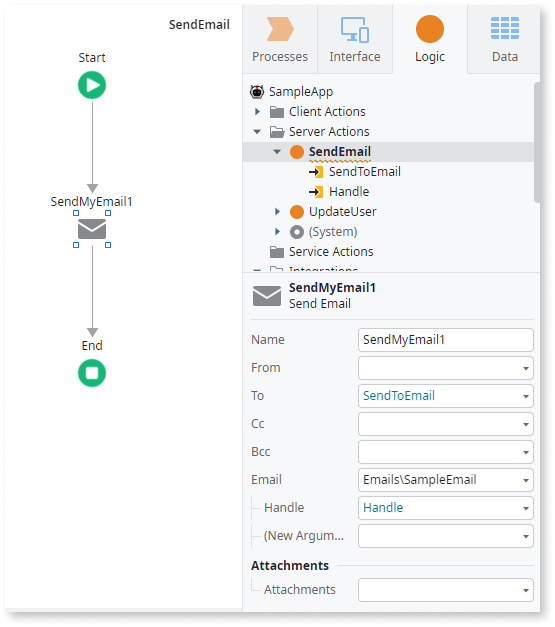 SendEmail
Start
SendMyEmail1
End
Processes
Interface
Logic
Data
SampleApp
Client Actions
Server Actions
SendEmail
SendToEmail
Handle
UpdateUser
(System)
Service Actions
Integrations
SendMyEmail1
Send Email
Name SendMyEmail1
From
To SendToEmail
Cc
Bcc
Email Emails\SampleEmail
Handle Handle
(New Argum...
Attachments
Attachments